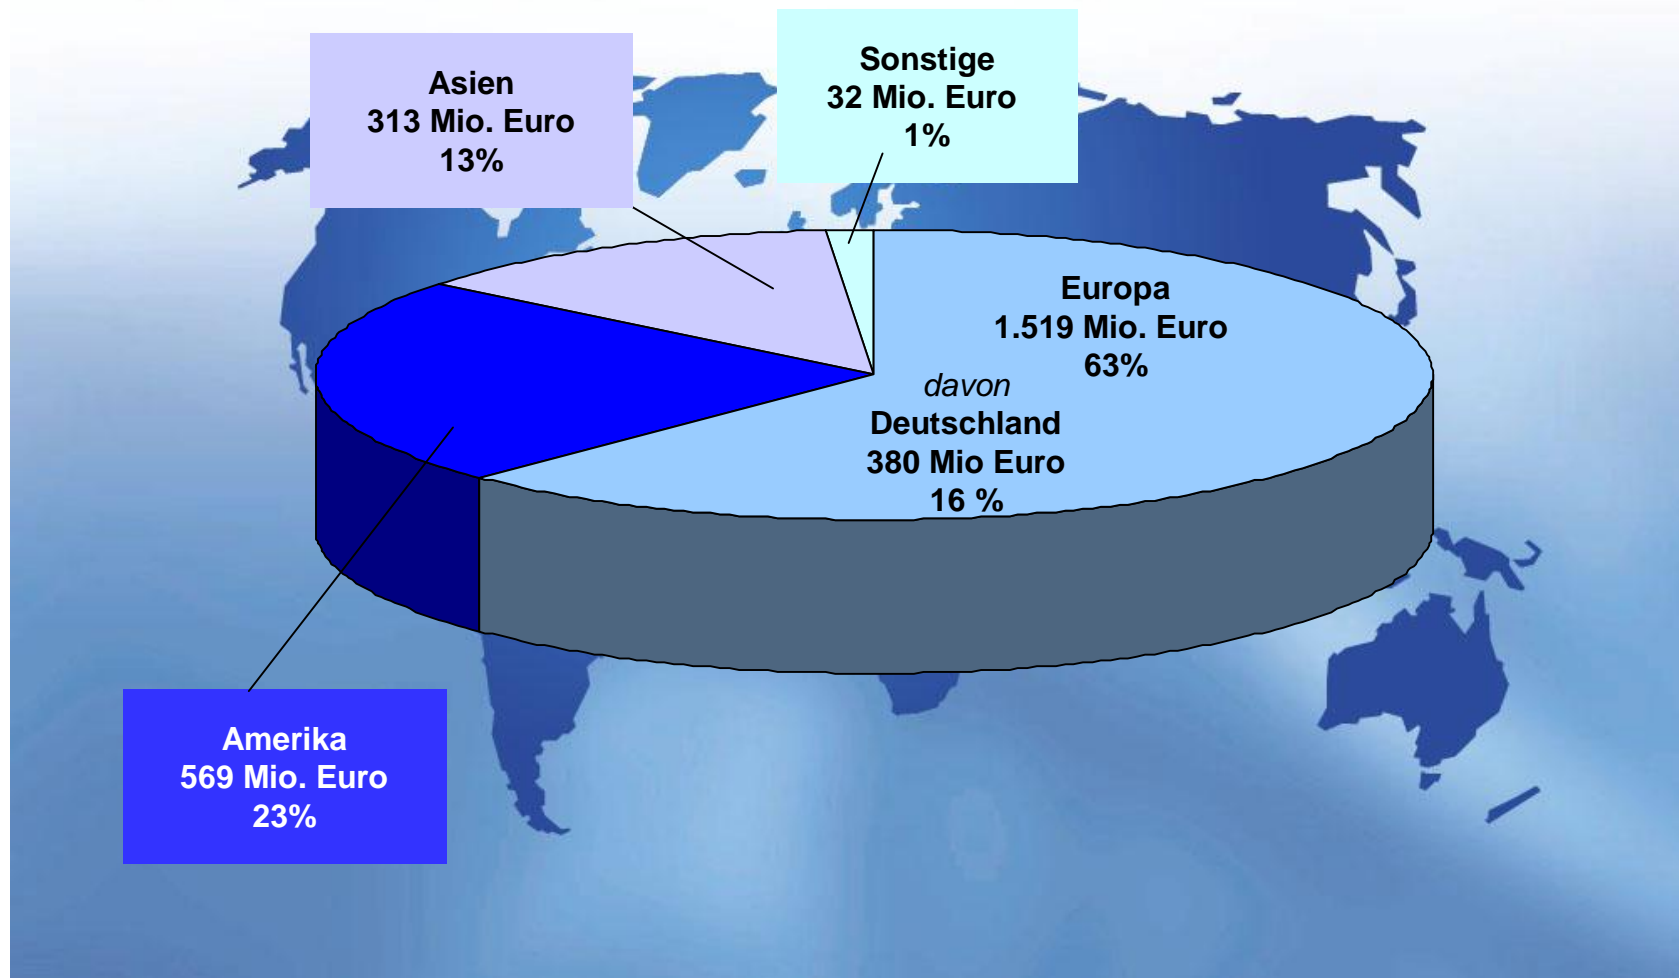 Asien
313 Mio. Euro
13%
Sonstige
32 Mio. Euro
1%
Europa
1.519 Mio. Euro
63%
davon
Deutschland
380 Mio Euro
16 %
Amerika
569 Mio. Euro
23%